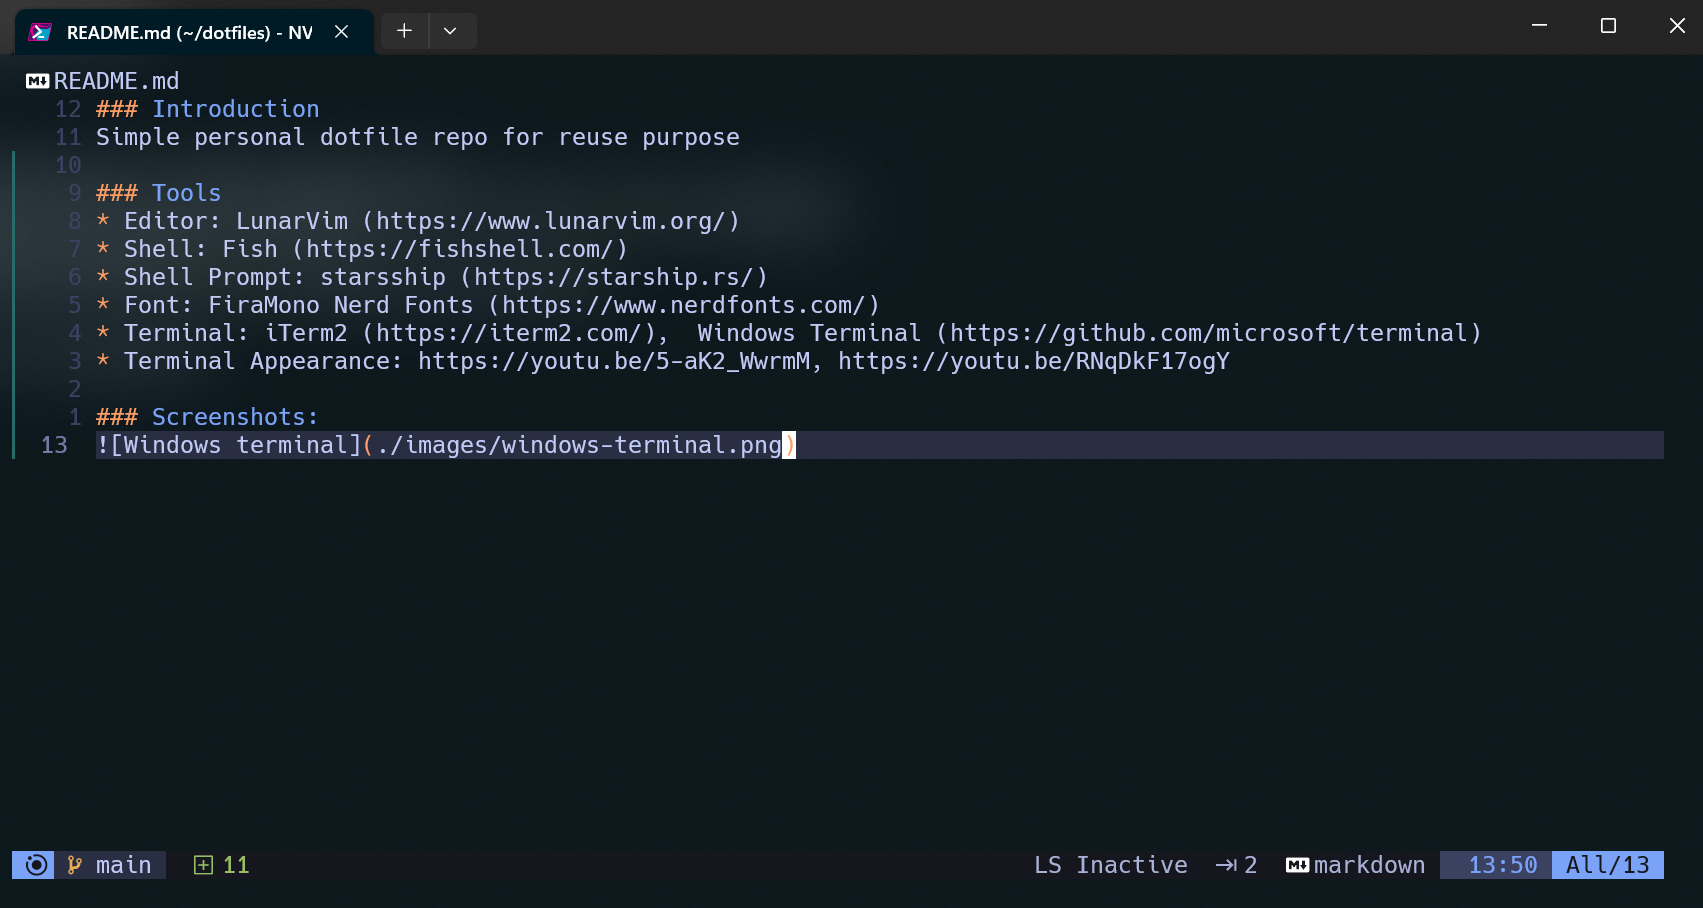 README.md (~/dotfiles) - NV
README.md
12 ### Introduction
11 Simple personal dotfile repo for reuse purpose
10
9 ### Tools
8 * Editor: LunarVim (https://www.lunarvim.org/)
7 * Shell: Fish (https://fishshell.com/)
6 * Shell Prompt: starsship (https://starship.rs/)
5 * Font: FiraMono Nerd Fonts (https://www.nerdfonts.com/)
4 * Terminal: iTerm2 (https://iterm2.com/),  Windows Terminal (https://github.com/microsoft/terminal)
3 * Terminal Appearance: https://youtu.be/5-aK2_WwrmM, https://youtu.be/RNqDkF17ogY
2
1 ### Screenshots:
13 ![Windows terminal](./images/windows-terminal.png)
main 11 LS Inactive 2 markdown 13:50 All/13